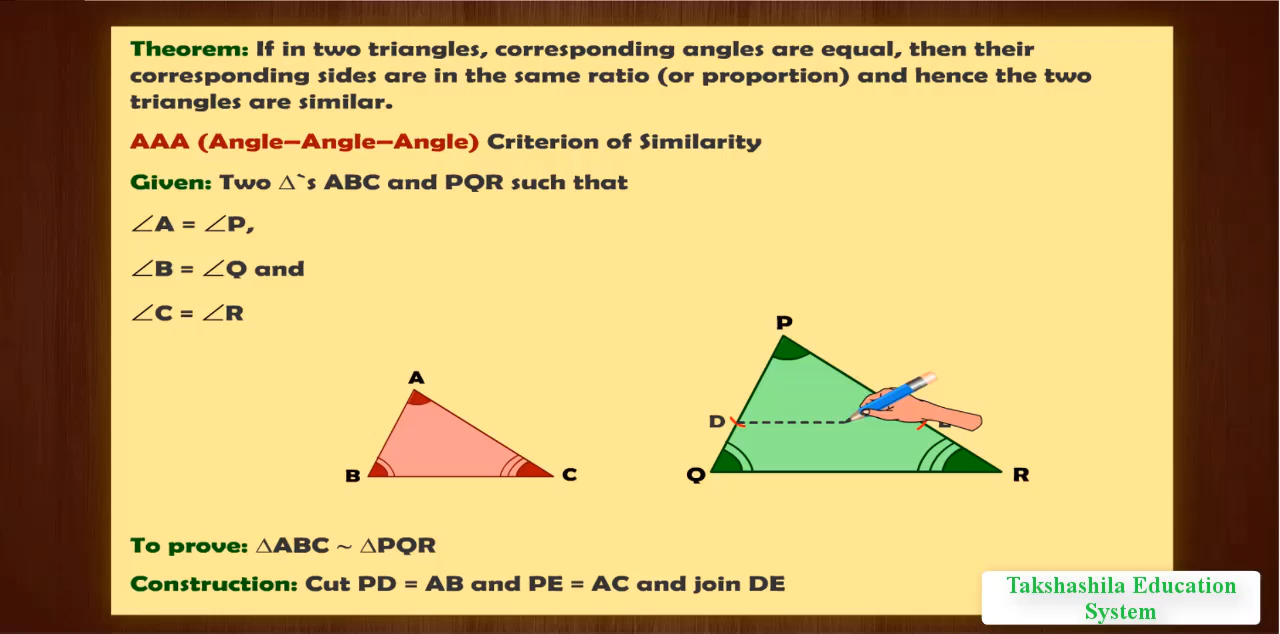 Theorem: If in two triangles, corresponding angles are equal, then their
corresponding sides are in the same ratio (or proportion) and hence the two
triangles are similar.
AAA (Angle–Angle–Angle) Criterion of Similarity
Given: Two Δ`s ABC and PQR such that
∠A = ∠P,
∠B = ∠Q and
∠C = ∠R
P
A
D
B
C
Q
R
To prove: ΔABC ~ ΔPQR
Construction: Cut PD = AB and PE = AC and join DE
Takshashila Education
System